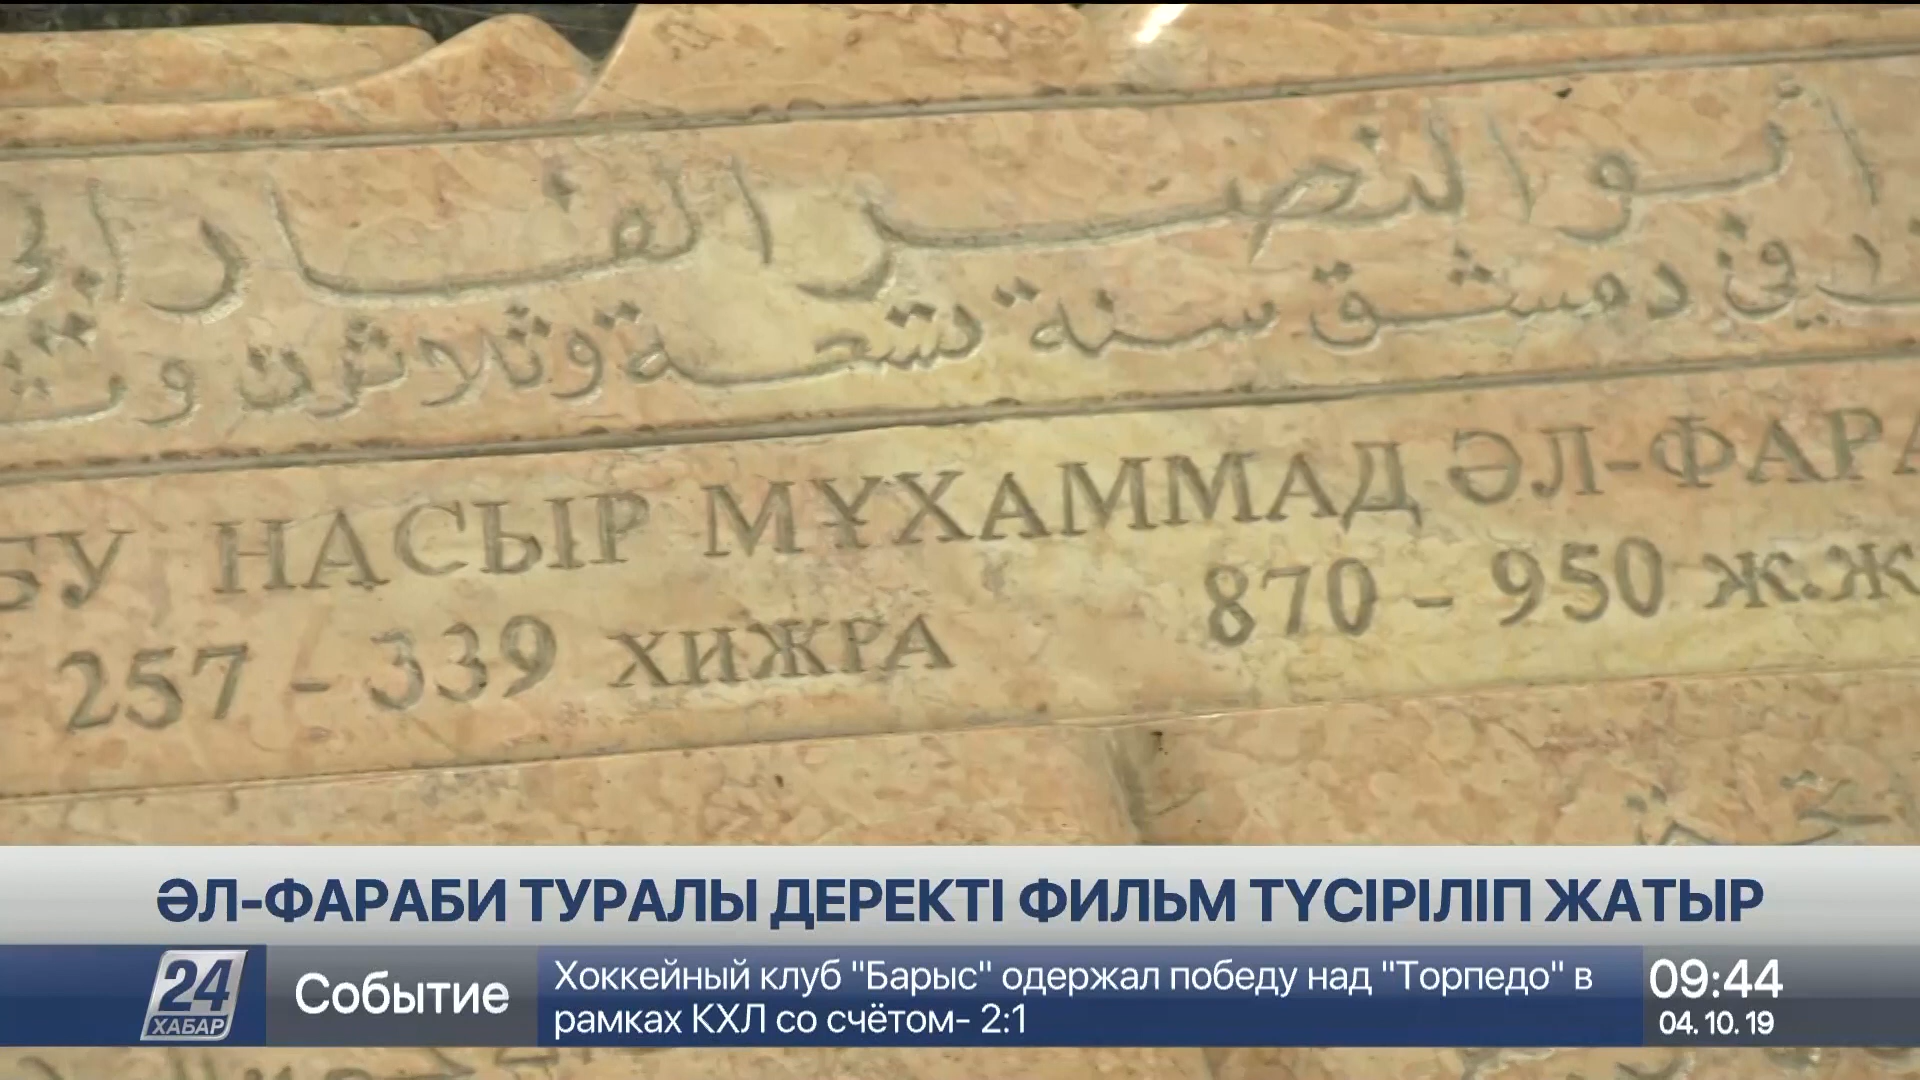 أبو النصر الفارابي
في دمشق سنة تسعة وثلاثن
БУ НАСЫР МҰХАММАД ӘЛ-ФАРА
257 - 339 ХИЖРА 870 - 950 Ж.Ж
ӘЛ-ФАРАБИ ТУРАЛЫ ДЕРЕКТІ ФИЛЬМ ТҮСІРІЛІП ЖАТЫР
24 ХАБАР
Событие
Хоккейный клуб "Барыс" одержал победу над "Торпедо" в
рамках КХЛ со счётом- 2:1
09:44
04. 10. 19